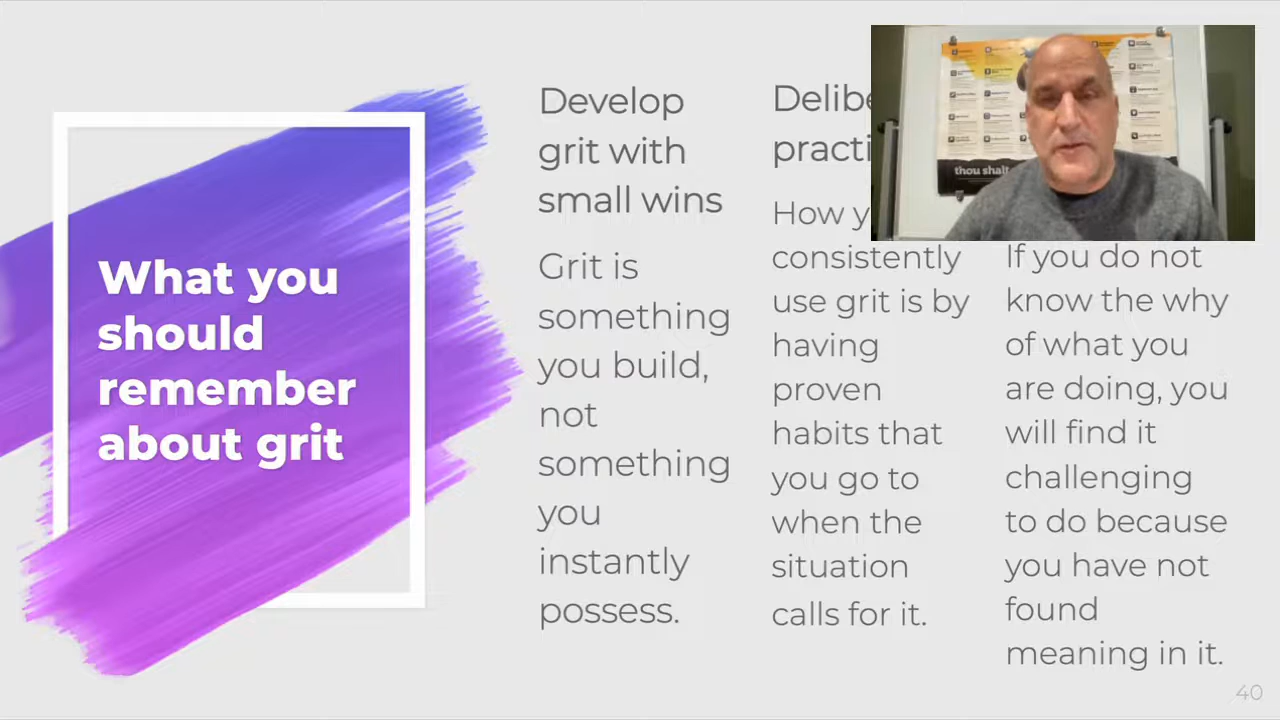 What you
should
remember
about grit
Develop
grit with
small wins
Grit is
something
you build,
not
something
you
instantly
possess.
How
consistently
use grit is by
having
proven
habits that
you go to
when the
situation
calls for it.
thou shalt
If you do not
know the why
of what you
are doing, you
will find it
challenging
to do because
you have not
found
meaning in it.
40